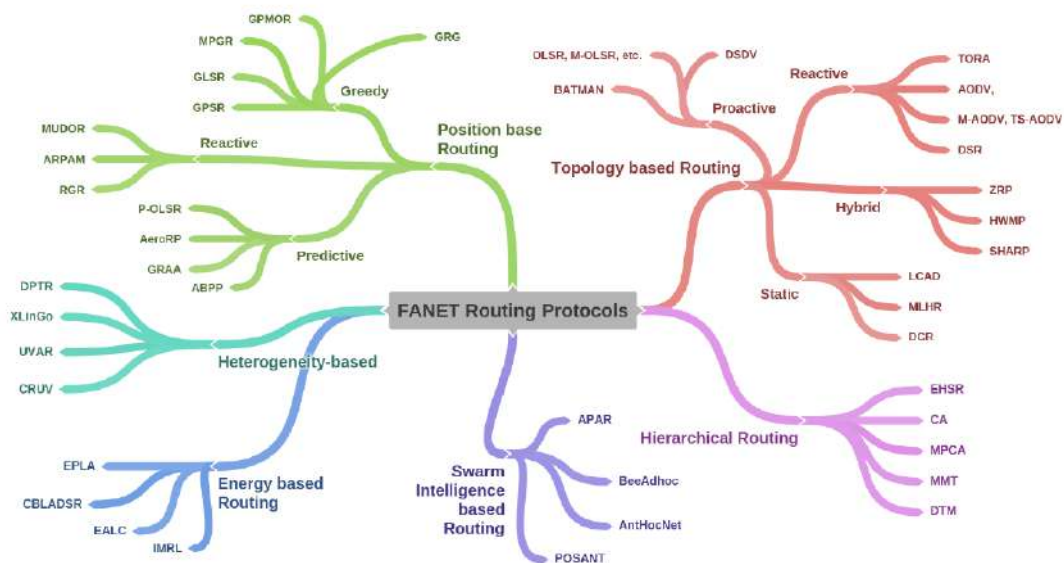 GPMOR
MPGR
GRG
GLSR
Greedy
GPSR
MUDOR
Reactive
ARPAM
RGR
Position base
Routing
P-OLSR
AeroRP
Predictive
GRAA
ABPP
OLSR, M-OLSR, etc.
DSDV
BATMAN
Proactive
Topology based Routing
Reactive
TORA
AODV,
M-AODV, TS-AODV
DSR
Hybrid
ZRP
HWMP
SHARP
Static
LCAD
MLHR
DCR
FANET Routing Protocols
DPTR
XLinGo
UVAR
CRUV
Heterogeneity-based
EPLA
CBLADSR
EALC
IMRL
Energy based
Routing
Swarm
Intelligence
based
Routing
APAR
BeeAdhoc
AntHocNet
POSANT
Hierarchical Routing
EHSR
CA
MPCA
MMT
DTM